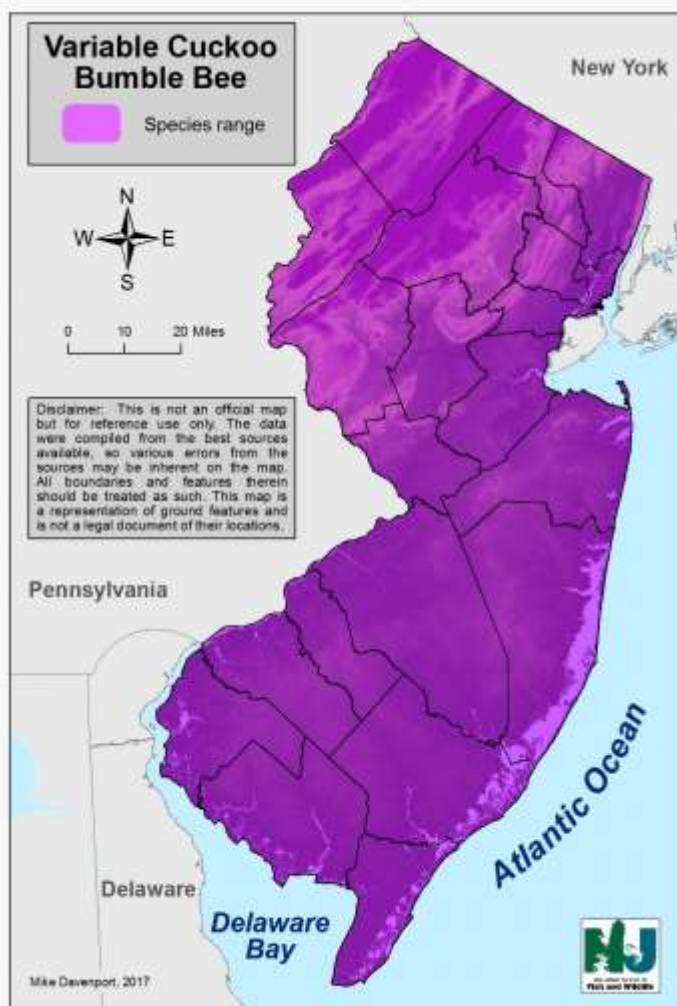 Variable Cuckoo
Bumble Bee
Species range
New York
N
W
E
S
0
10
20 Miles
Disclaimer: This is not an official map
but for reference use only. The data
were compiled from the best sources
available, so various errors from the
sources may be inherent on the map.
All boundaries and features therein
should be treated as such. This map is
a representation of ground features and
is not a legal document of their locations.
Pennsylvania
Atlantic Ocean
Delaware
Delaware
Bay
Mike Davenport, 2017
NJ
Fish and Wildlife